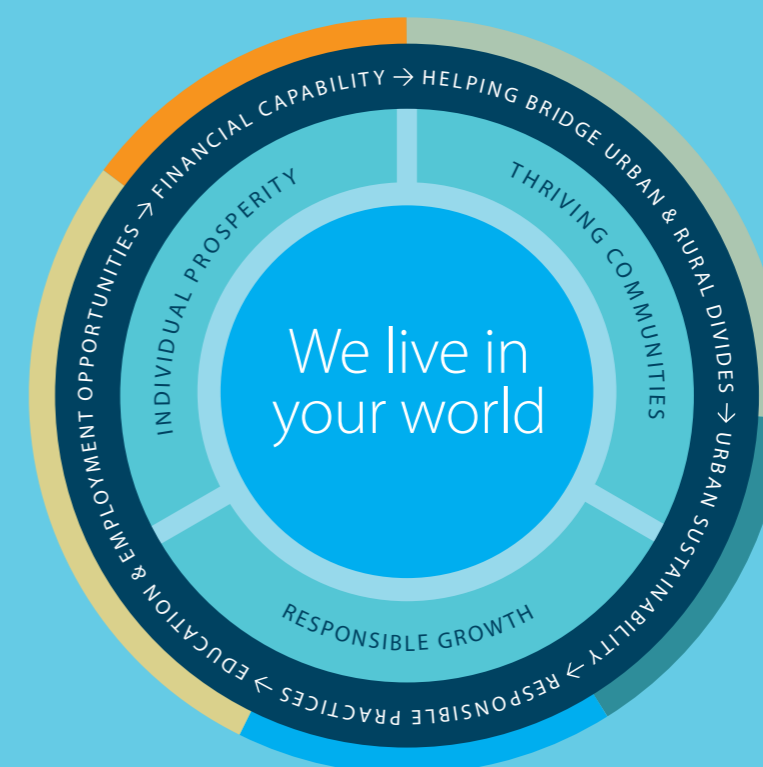 FINANCIAL CAPABILITY → HELPING BRIDGE URBAN & RURAL DIVIDES → URBAN SUSTAINABILITY → RESPONSIBLE PRACTICES → EDUCATION & EMPLOYMENT OPPORTUNITIES →
INDIVIDUAL PROSPERITY
THRIVING COMMUNITIES
RESPONSIBLE GROWTH
We live in
your world